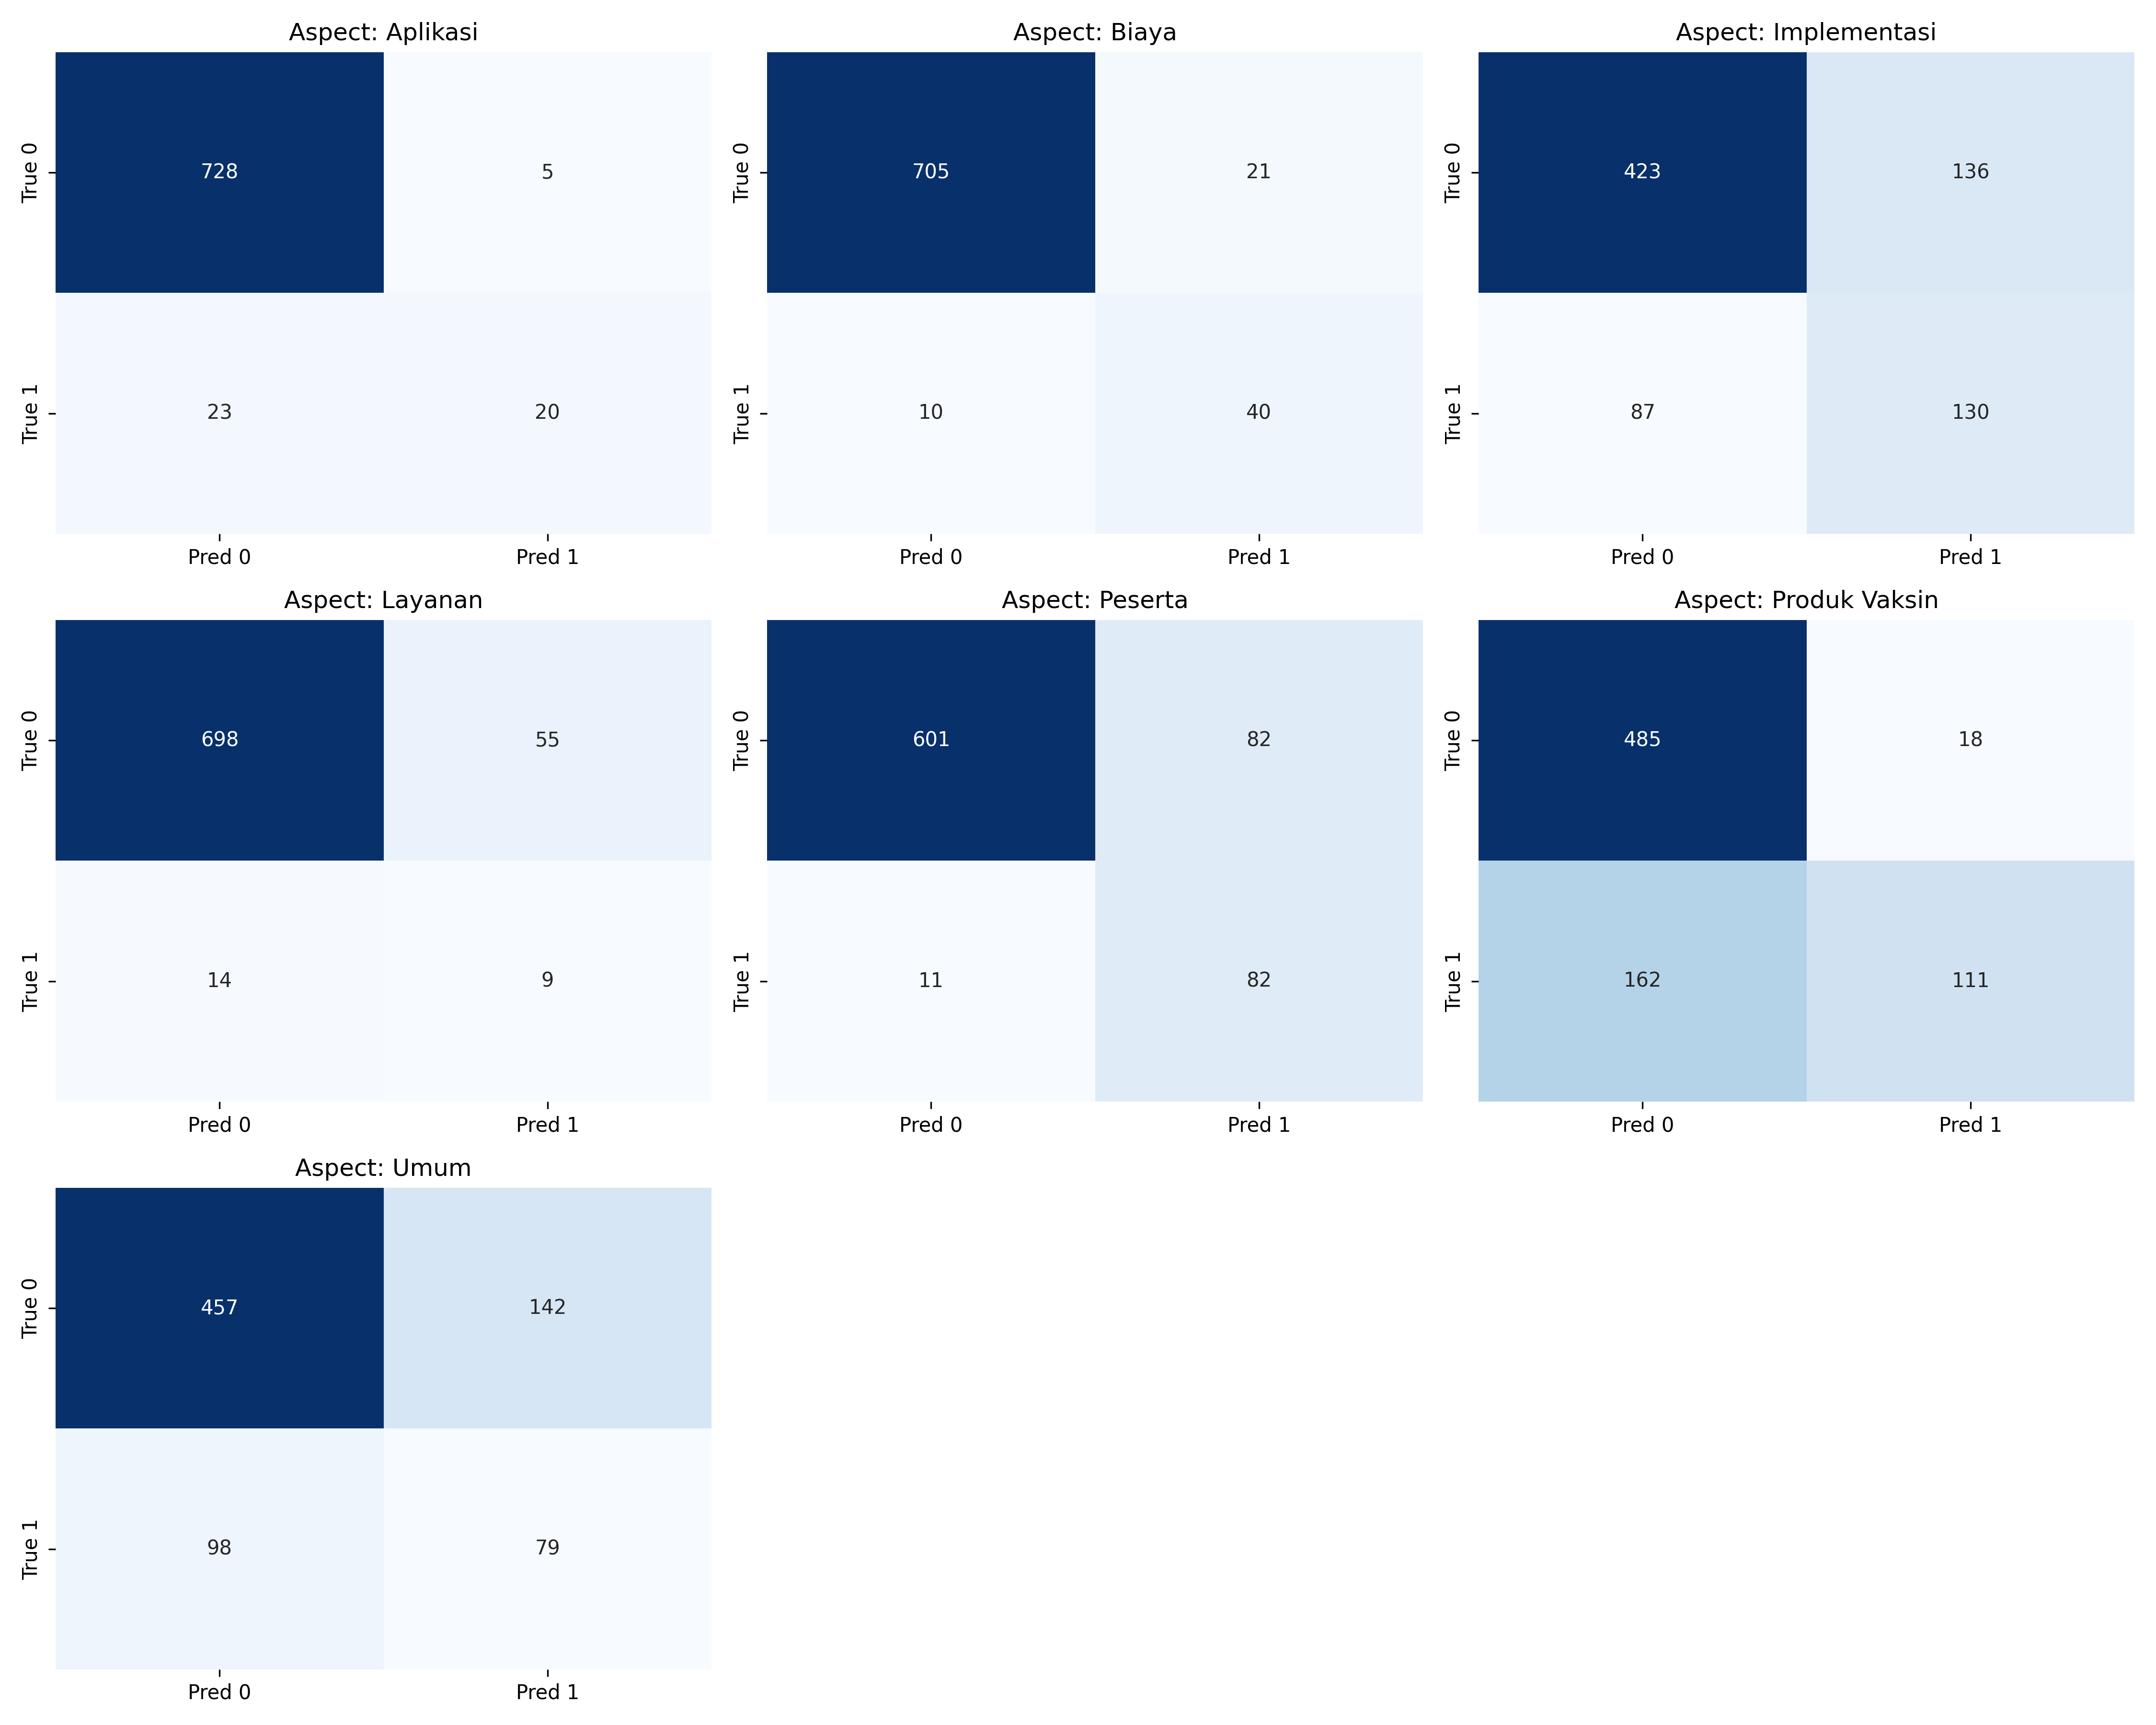 Aspect: Aplikasi
True 0
728
5
True 1
23
20
Pred 0
Pred 1
Aspect: Biaya
True 0
705
21
True 1
10
40
Pred 0
Pred 1
Aspect: Implementasi
True 0
423
136
True 1
87
130
Pred 0
Pred 1
Aspect: Layanan
True 0
698
55
True 1
14
9
Pred 0
Pred 1
Aspect: Peserta
True 0
601
82
True 1
11
82
Pred 0
Pred 1
Aspect: Produk Vaksin
True 0
485
18
True 1
162
111
Pred 0
Pred 1
Aspect: Umum
True 0
457
142
True 1
98
79
Pred 0
Pred 1